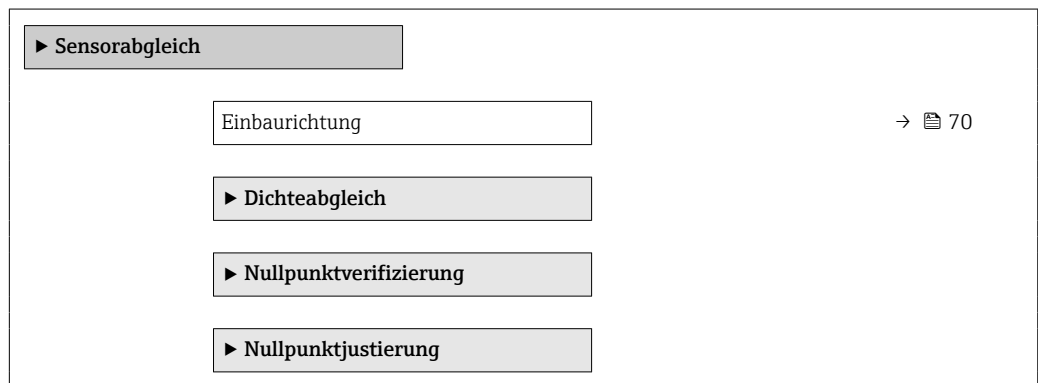 ▶ Sensorabgleich
Einbaurichtung → 70
▶ Dichteabgleich
▶ Nullpunktverifizierung
▶ Nullpunktjustierung